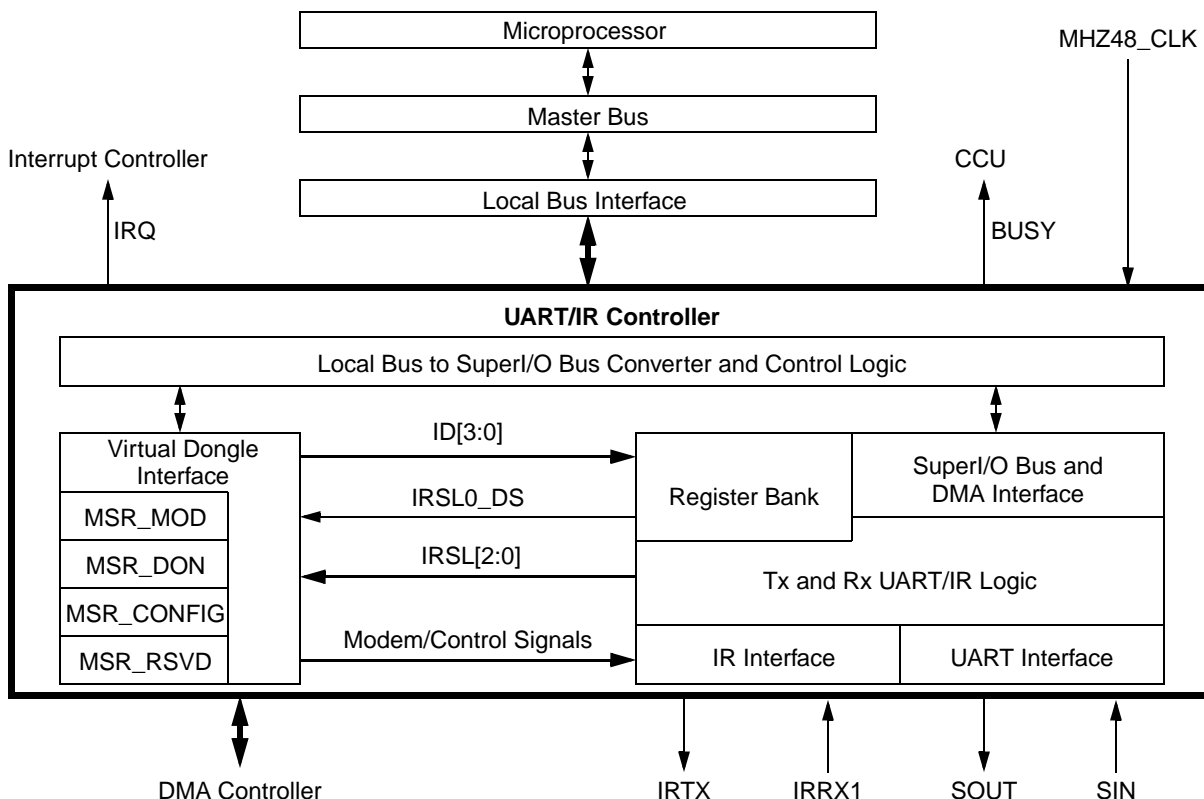 Microprocessor
MHZ48_CLK
Master Bus
Interrupt Controller
CCU
Local Bus Interface
IRQ
BUSY
UART/IR Controller
Local Bus to SuperI/O Bus Converter and Control Logic
Virtual Dongle
Interface
MSR_MOD
MSR_DON
MSR_CONFIG
MSR_RSVD
ID[3:0]
IRSL0_DS
IRSL[2:0]
Modem/Control Signals
Register Bank
SuperI/O Bus and
DMA Interface
Tx and Rx UART/IR Logic
IR Interface
UART Interface
DMA Controller
IRTX
IRRX1
SOUT
SIN